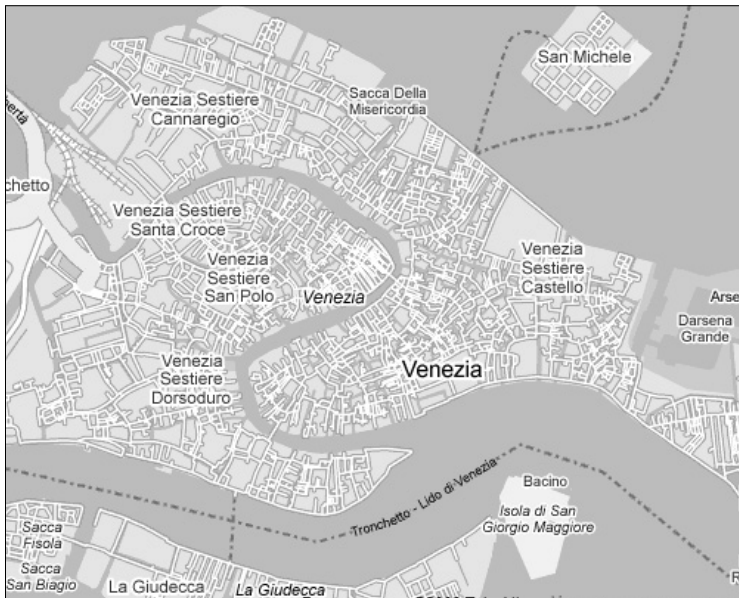 San Michele
Sacca Della
Misericordia
Venezia Sestiere
Cannaregio
ertà
chetto
Venezia Sestiere
Santa Croce
Venezia
Sestiere
San Polo
Venezia
Venezia
Sestiere
Castello
Arse
Darsena
Grande
Venezia
Sestiere
Dorsoduro
Venezia
Tronchetto - Lido di Venezia
Bacino
Isola di San
Giorgio Maggiore
Sacca
Fisola
Sacca
San Biagio
La Giudecca
La Giudecca
R